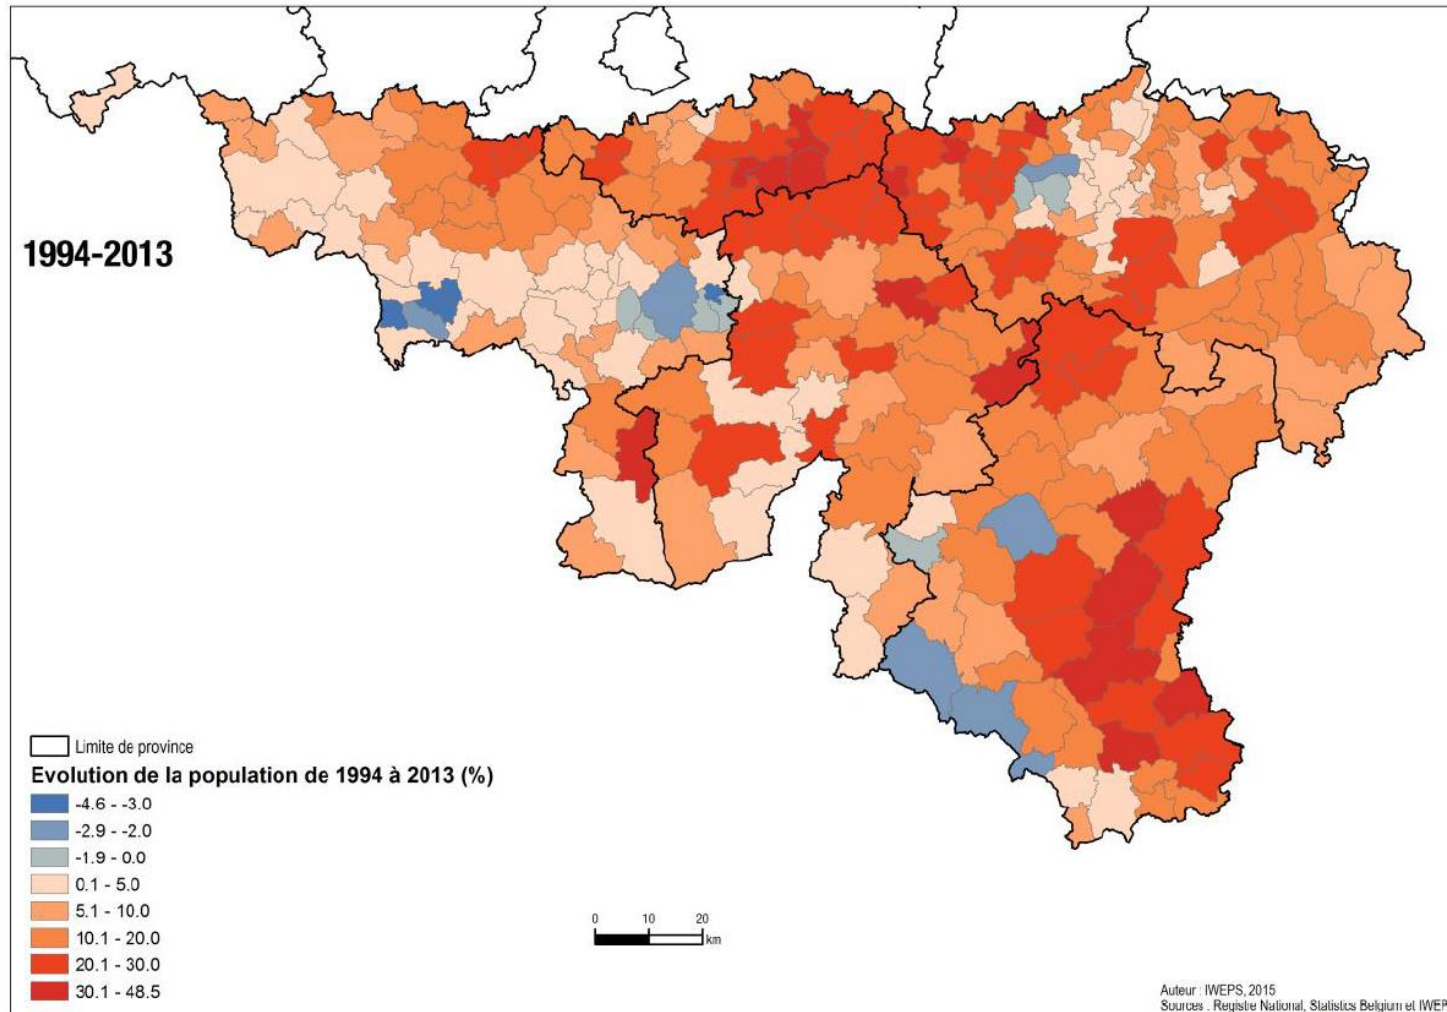 1994-2013
Limite de province
Evolution de la population de 1994 à 2013 (%)
-4.6 - -3.0
-2.9 - -2.0
-1.9 - 0.0
0.1 - 5.0
5.1 - 10.0
10.1 - 20.0
20.1 - 30.0
30.1 - 48.5
0 10 20
km
Auteur : IWEPS, 2015
Sources : Registre National, Statistics Belgium et IWEP